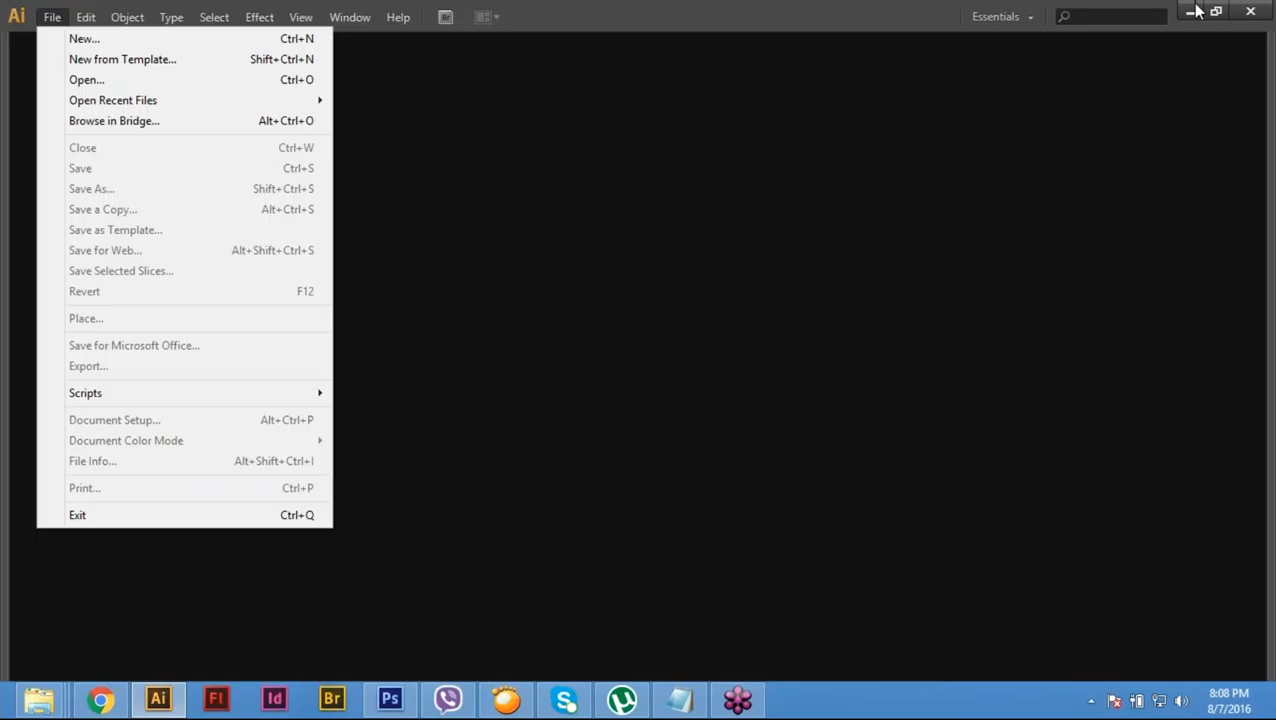 Ai File Edit Object Type Select Effect View Window Help Br Essentials
New... Ctrl+N
New from Template... Shift+Ctrl+N
Open... Ctrl+O
Open Recent Files
Browse in Bridge... Alt+Ctrl+O
Close Ctrl+W
Save Ctrl+S
Save As... Shift+Ctrl+S
Save a Copy... Alt+Ctrl+S
Save as Template...
Save for Web... Alt+Shift+Ctrl+S
Save Selected Slices...
Revert F12
Place...
Save for Microsoft Office...
Export...
Scripts
Document Setup... Alt+Ctrl+P
Document Color Mode
File Info... Alt+Shift+Ctrl+I
Print... Ctrl+P
Exit Ctrl+Q
Ai Fl Id Br Ps 8:08 PM
8/7/2016